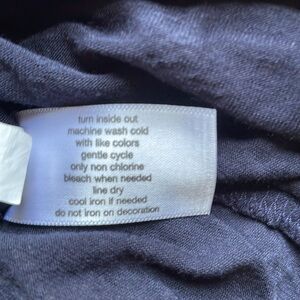 turn inside out
machine wash cold
with like colors
gentle cycle
only non chlorine
bleach when needed
line dry
cool iron if needed
do not iron on decoration